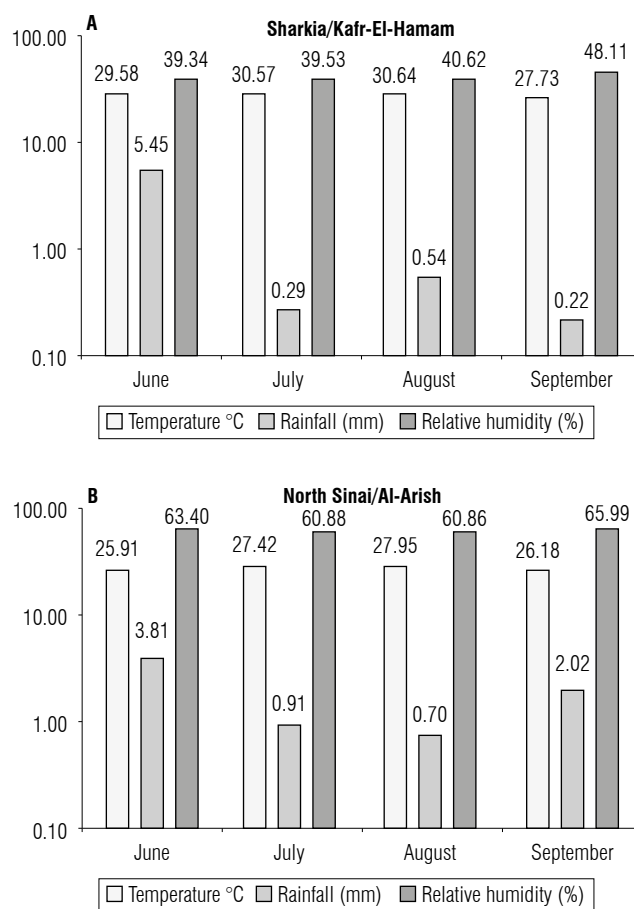 A Sharkia/Kafr-El-Hamam
100.00
10.00
1.00
0.10
29.58 5.45 39.34 30.57 0.29 39.53 30.64 0.54 40.62 27.73 0.22 48.11
June July August September
Temperature °C Rainfall (mm) Relative humidity (%)
B North Sinai/Al-Arish
100.00
10.00
1.00
0.10
25.91 3.81 63.40 27.42 0.91 60.88 27.95 0.70 60.86 26.18 2.02 65.99
June July August September
Temperature °C Rainfall (mm) Relative humidity (%)